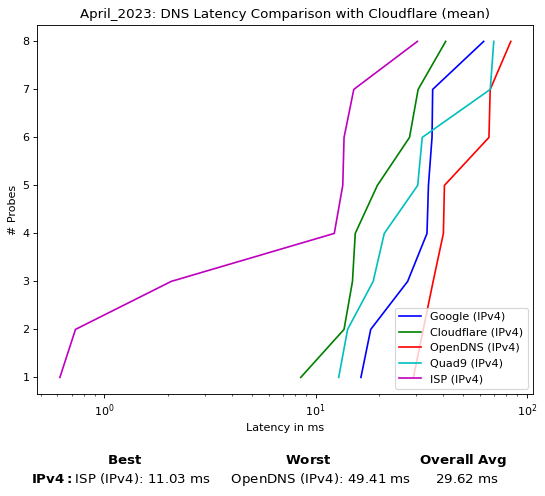 April_2023: DNS Latency Comparison with Cloudflare (mean)
8
7
6
5
4
3
2
1
# Probes
Google (IPv4)
Cloudflare (IPv4)
OpenDNS (IPv4)
Quad9 (IPv4)
ISP (IPv4)
10⁰ 10¹ 10²
Latency in ms
Best Worst Overall Avg
IPv4: ISP (IPv4): 11.03 ms OpenDNS (IPv4): 49.41 ms 29.62 ms